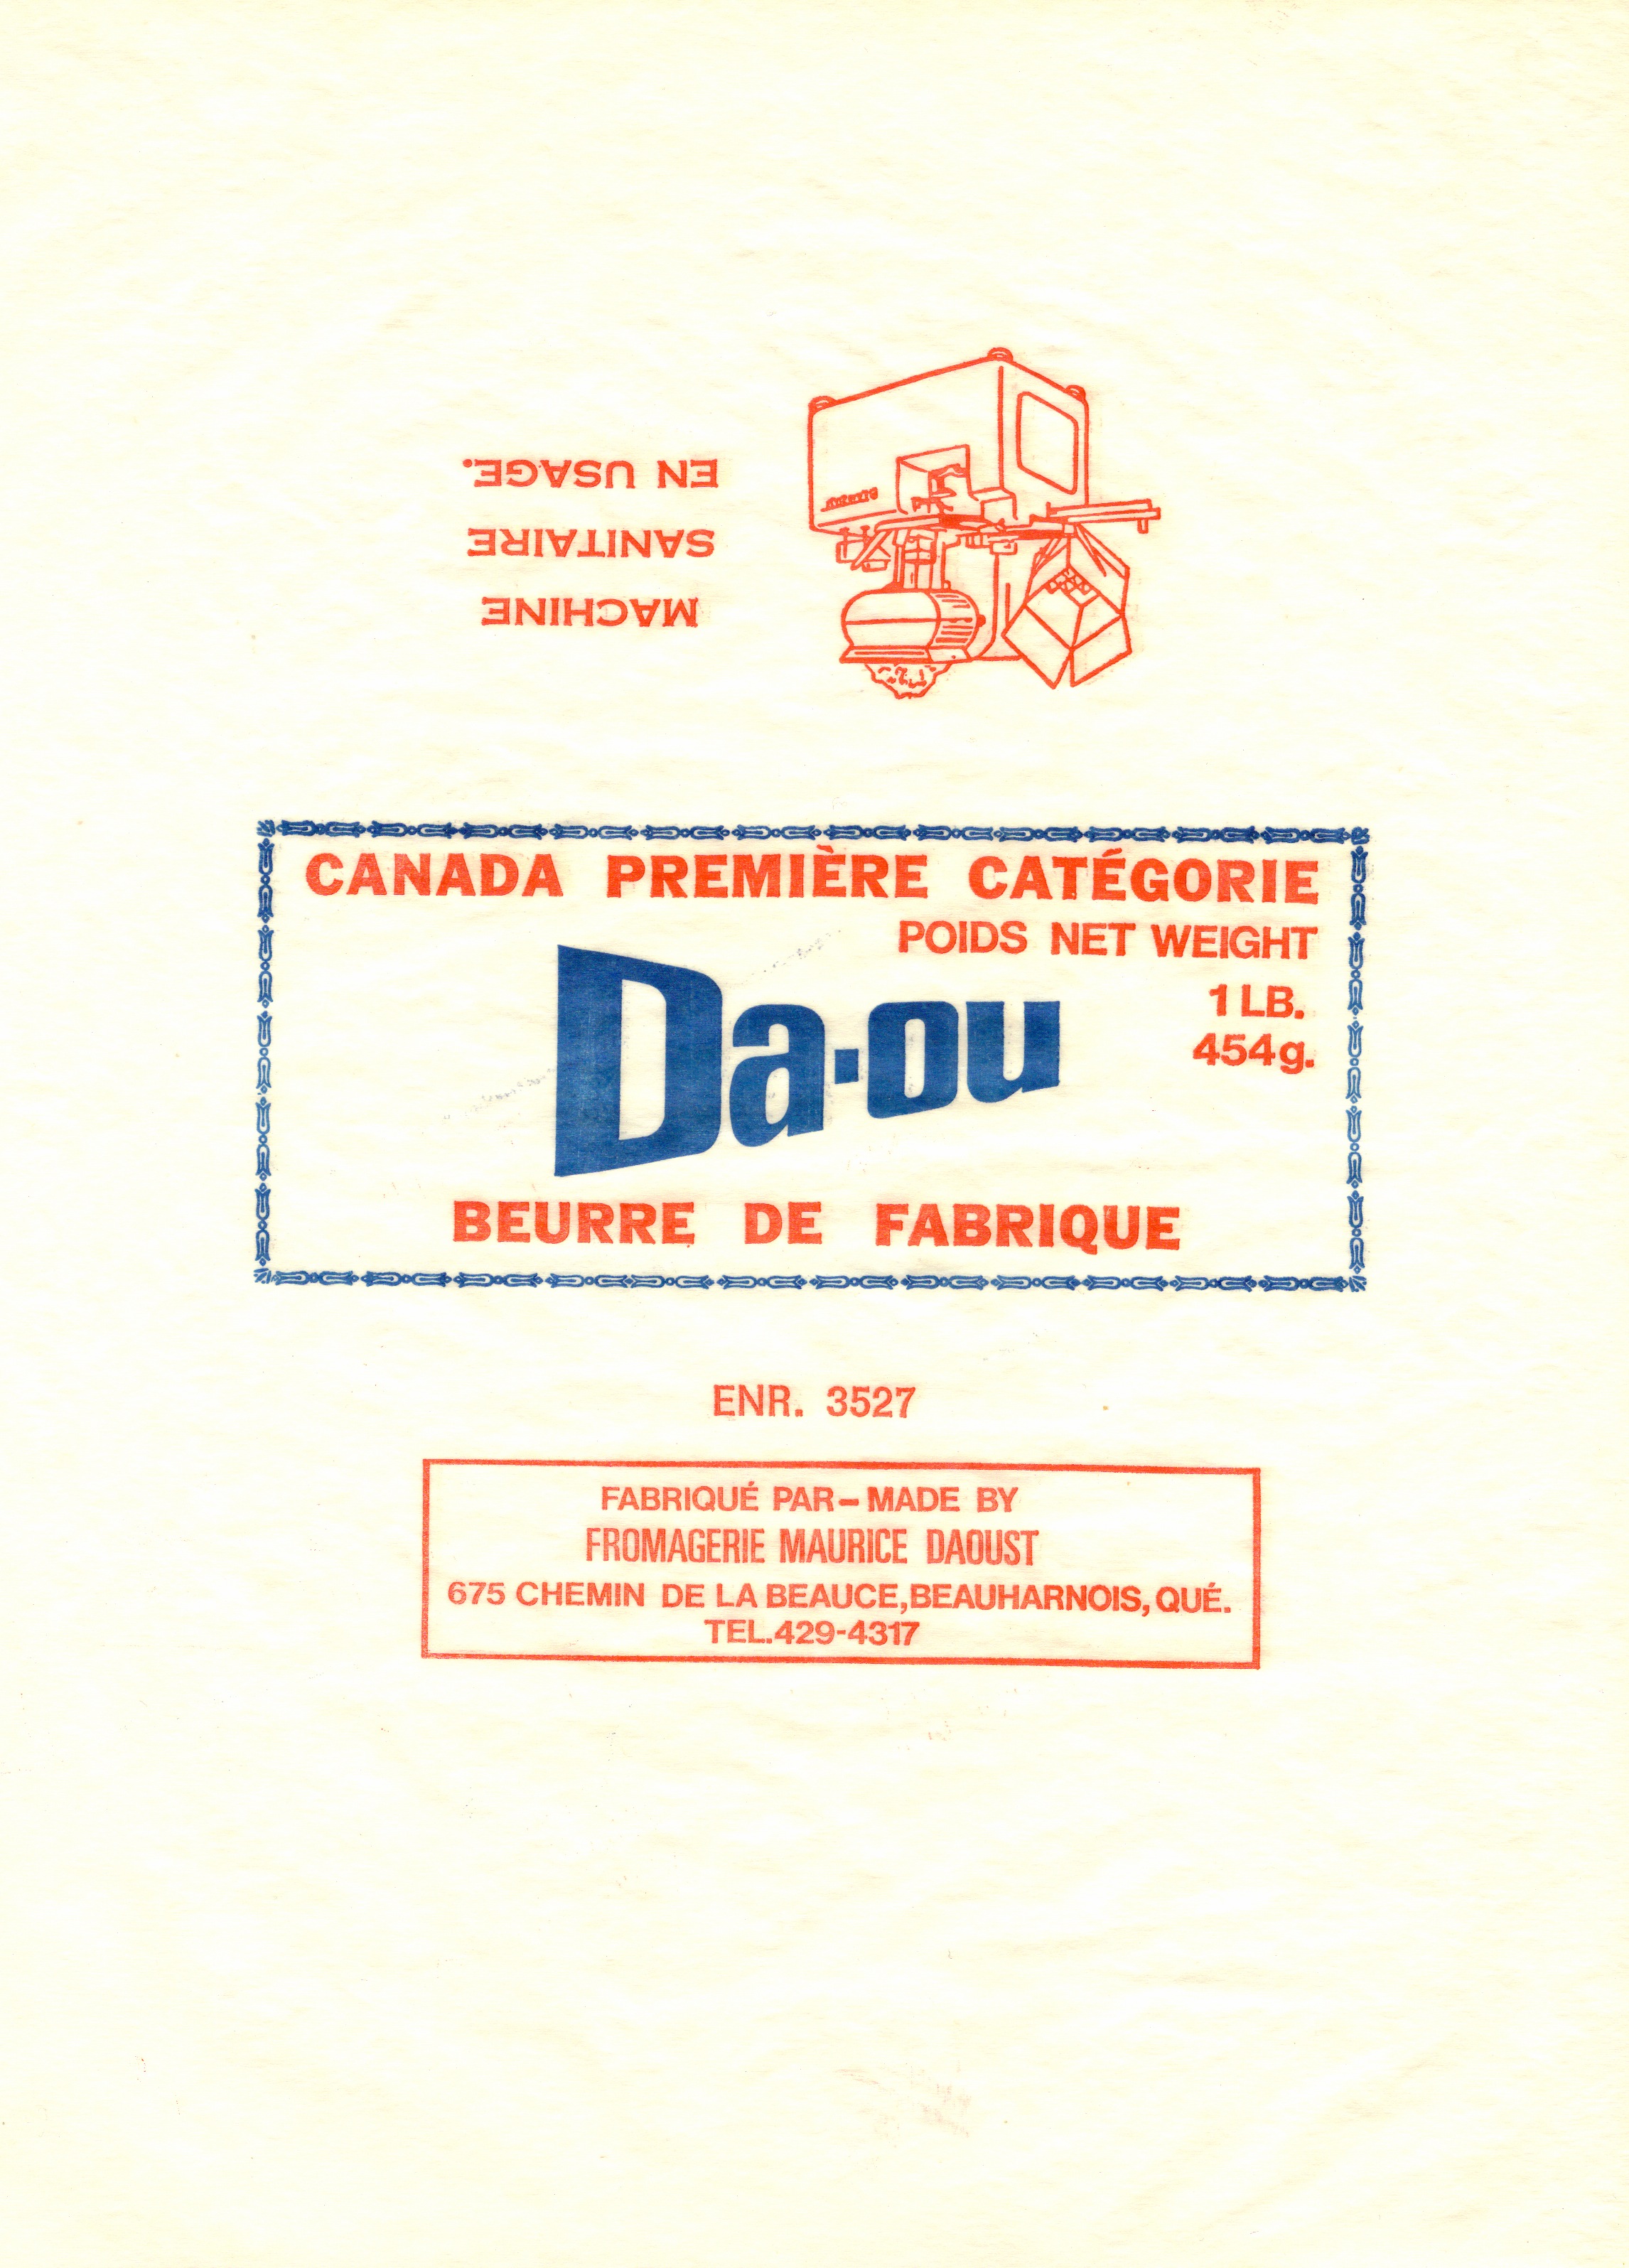 MACHINE
SANITAIRE
EN USAGE.
CANADA PREMIÈRE CATÉGORIE
POIDS NET WEIGHT
1 LB.
454g.
Da-ou
BEURRE DE FABRIQUE
ENR. 3527
FABRIQUÉ PAR - MADE BY
FROMAGERIE MAURICE DAOUST
675 CHEMIN DE LA BEAUCE, BEAUHARNOIS, QUÉ.
TEL. 429-4317